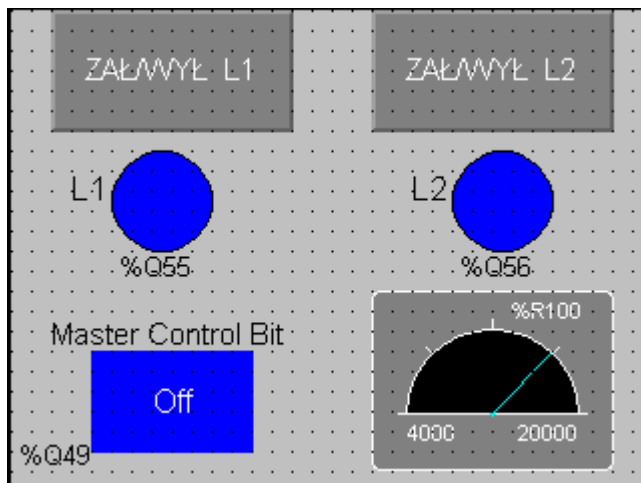 ZAŁ/WYŁ L1
ZAŁ/WYŁ L2
L1
L2
%Q55
%Q56
%R100
Master Control Bit
Off
4000
20000
%Q49